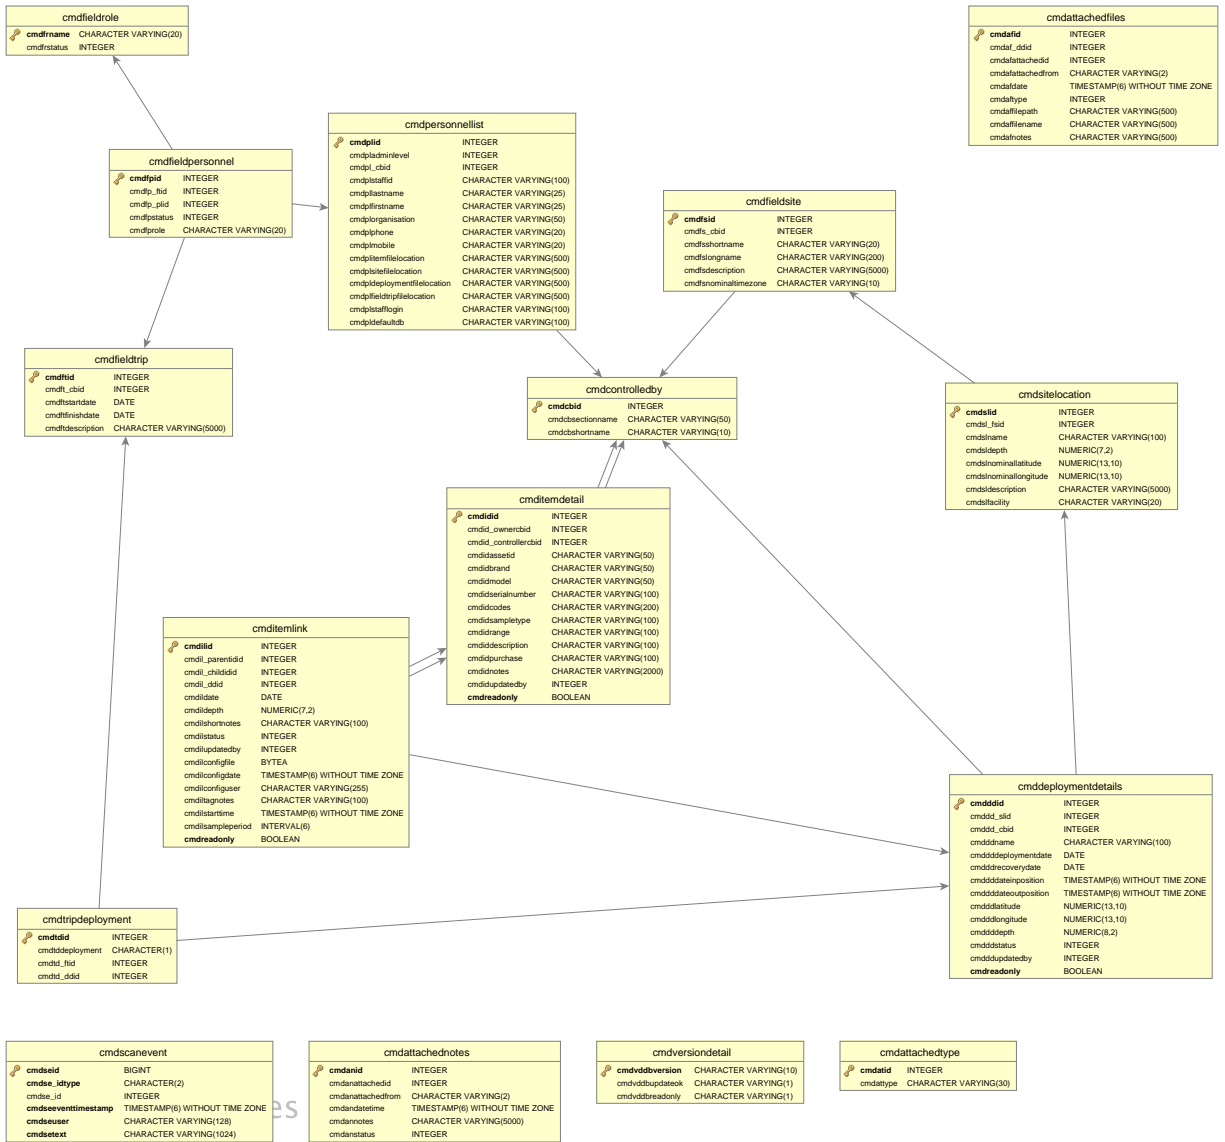 cmdfieldrole
cmdfrname CHARACTER VARYING(20)
cmdfrstatus INTEGER
cmdattachedfiles
cmdafid INTEGER
cmdaf_ddid INTEGER
cmdafattachedid INTEGER
cmdafattachedfrom CHARACTER VARYING(2)
cmdafdate TIMESTAMP(6) WITHOUT TIME ZONE
cmdaftype INTEGER
cmdaffilepath CHARACTER VARYING(500)
cmdaffilename CHARACTER VARYING(500)
cmdafnotes CHARACTER VARYING(500)
cmdpersonnellist
cmdplid INTEGER
cmdpladminlevel INTEGER
cmdpl_cbid INTEGER
cmdplstaffid CHARACTER VARYING(100)
cmdpllastname CHARACTER VARYING(25)
cmdplfirstname CHARACTER VARYING(25)
cmdplorganisation CHARACTER VARYING(50)
cmdplphone CHARACTER VARYING(20)
cmdplmobile CHARACTER VARYING(20)
cmdplitemfilelocation CHARACTER VARYING(500)
cmdplsitefilelocation CHARACTER VARYING(500)
cmdpldeploymentfilelocation CHARACTER VARYING(500)
cmdplfieldtripfilelocation CHARACTER VARYING(500)
cmdplstafflogin CHARACTER VARYING(100)
cmdpldefaultdb CHARACTER VARYING(100)
cmdfieldpersonnel
cmdfpid INTEGER
cmdfp_ftid INTEGER
cmdfp_plid INTEGER
cmdfpstatus INTEGER
cmdfprole CHARACTER VARYING(20)
cmdfieldsite
cmdfsid INTEGER
cmdfs_cbid INTEGER
cmdfsshortname CHARACTER VARYING(20)
cmdfslongname CHARACTER VARYING(200)
cmdfsdescription CHARACTER VARYING(5000)
cmdfsnominaltimezone CHARACTER VARYING(10)
cmdfieldtrip
cmdftid INTEGER
cmdft_cbid INTEGER
cmdftstartdate DATE
cmdftfinishdate DATE
cmdftdescription CHARACTER VARYING(5000)
cmdcontrolledby
cmdcbid INTEGER
cmdcbsectionname CHARACTER VARYING(50)
cmdcbshortname CHARACTER VARYING(10)
cmdsitelocation
cmdslid INTEGER
cmdsl_fsid INTEGER
cmdslname CHARACTER VARYING(100)
cmdsldepth NUMERIC(7,2)
cmdslnominallatitude NUMERIC(13,10)
cmdslnominallongitude NUMERIC(13,10)
cmdsldescription CHARACTER VARYING(5000)
cmdslfacility CHARACTER VARYING(20)
cmditemdetail
cmdidid INTEGER
cmdid_ownercbid INTEGER
cmdid_controllercbid INTEGER
cmdidassetid CHARACTER VARYING(50)
cmdidbrand CHARACTER VARYING(50)
cmdidmodel CHARACTER VARYING(50)
cmdidserialnumber CHARACTER VARYING(100)
cmdidcodes CHARACTER VARYING(200)
cmdidsampletype CHARACTER VARYING(100)
cmdidrange CHARACTER VARYING(100)
cmdiddescription CHARACTER VARYING(100)
cmdidpurchase CHARACTER VARYING(100)
cmdidnotes CHARACTER VARYING(2000)
cmdidupdatedby INTEGER
cmdreadonly BOOLEAN
cmditemlink
cmdilid INTEGER
cmdil_parentidid INTEGER
cmdil_childidid INTEGER
cmdil_ddid INTEGER
cmdildate DATE
cmdildepth NUMERIC(7,2)
cmdilshortnotes CHARACTER VARYING(100)
cmdilstatus INTEGER
cmdilupdatedby INTEGER
cmdilconfigfile BYTEA
cmdilconfigdate TIMESTAMP(6) WITHOUT TIME ZONE
cmdilconfiguser CHARACTER VARYING(255)
cmdiltagnotes CHARACTER VARYING(100)
cmdilstarttime TIMESTAMP(6) WITHOUT TIME ZONE
cmdilsampleperiod INTERVAL(6)
cmdreadonly BOOLEAN
cmddeploymentdetails
cmdddid INTEGER
cmddd_slid INTEGER
cmddd_cbid INTEGER
cmdddname CHARACTER VARYING(100)
cmddddeploymentdate DATE
cmdddrecoverydate DATE
cmddddateinposition TIMESTAMP(6) WITHOUT TIME ZONE
cmddddateoutposition TIMESTAMP(6) WITHOUT TIME ZONE
cmdddlatitude NUMERIC(13,10)
cmdddlongitude NUMERIC(13,10)
cmddddepth NUMERIC(8,2)
cmdddstatus INTEGER
cmdddupdatedby INTEGER
cmdreadonly BOOLEAN
cmdtripdeployment
cmdtdid INTEGER
cmdtddeployment CHARACTER(1)
cmdtd_ftid INTEGER
cmdtd_ddid INTEGER
cmdscanevent
cmdseid BIGINT
cmdse_idtype CHARACTER(2)
cmdse_id INTEGER
cmdseeventtimestamp TIMESTAMP(6) WITHOUT TIME ZONE
cmdseuser CHARACTER VARYING(128)
cmdsetext CHARACTER VARYING(1024)
es
cmdattachednotes
cmdanid INTEGER
cmdanattachedid INTEGER
cmdanattachedfrom CHARACTER VARYING(2)
cmdandatetime TIMESTAMP(6) WITHOUT TIME ZONE
cmdannotes CHARACTER VARYING(5000)
cmdanstatus INTEGER
cmdversiondetail
cmdvddbversion CHARACTER VARYING(10)
cmdvddbupdateok CHARACTER VARYING(1)
cmdvddbreadonly CHARACTER VARYING(1)
cmdattachedtype
cmdatid INTEGER
cmdattype CHARACTER VARYING(30)